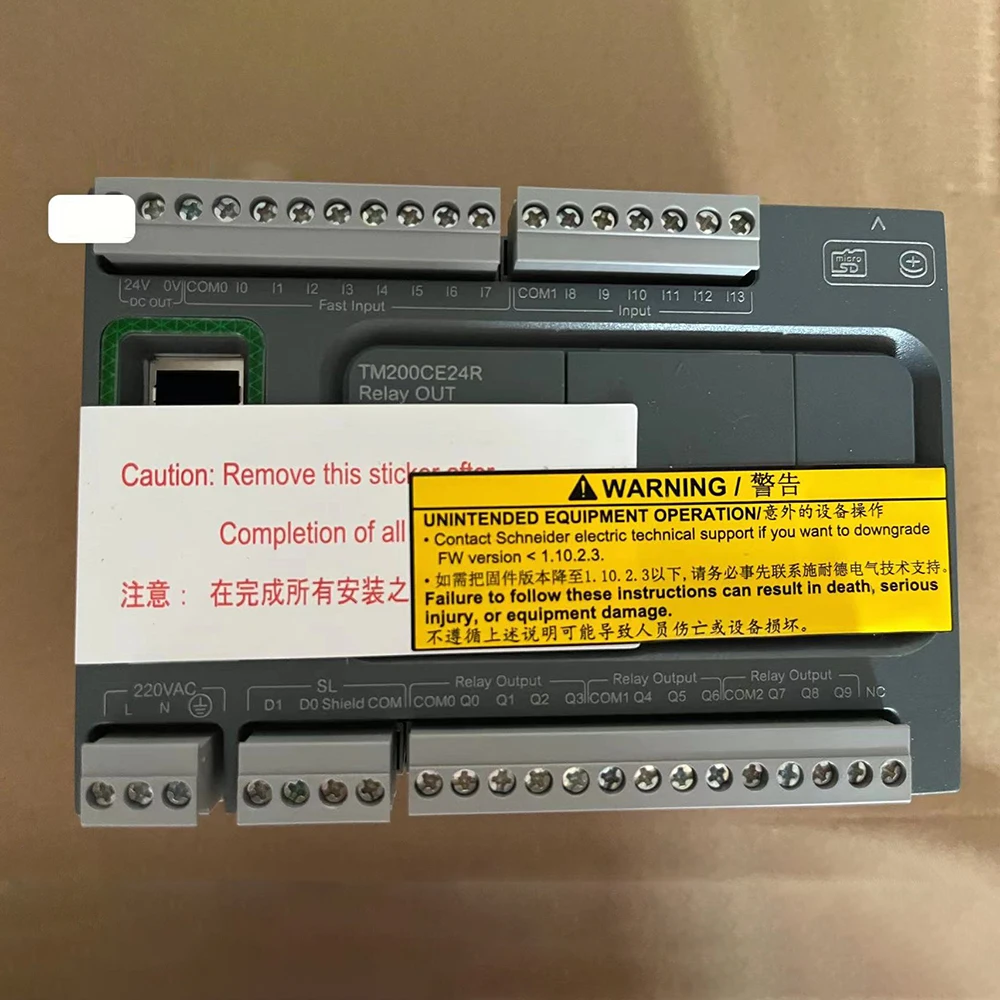 24V 0V COM0 I0 I1 I2 I3 I4 I5 I6 I7 COM1 I8 I9 I10 I11 I12 I13
DC OUT Fast Input Input
micro
SD
TM200CE24R
Relay OUT
Caution: Remove this sticker after
Completion of all
注意： 在完成所有安装之
WARNING / 警告
UNINTENDED EQUIPMENT OPERATION/意外的设备操作
• Contact Schneider electric technical support if you want to downgrade
FW version < 1.10.2.3.
• 如需把固件版本降至1.10.2.3以下,请务必事先联系施耐德电气技术支持.
Failure to follow these instructions can result in death, serious
injury, or equipment damage.
不遵循上述说明可能导致人员伤亡或设备损坏.
220VAC SL Relay Output Relay Output Relay Output
L N D1 D0 Shield COM COM0 Q0 Q1 Q2 Q3 COM1 Q4 Q5 Q6 COM2 Q7 Q8 Q9 NC